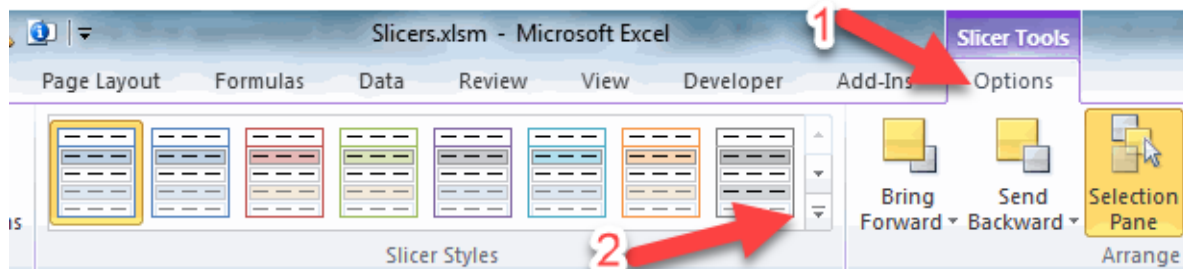 Slicers.xlsm - Microsoft Excel
1
Slicer Tools
Page Layout Formulas Data Review View Developer Add-Ins Options
Bring Forward
Send Backward
Selection Pane
2
Slicer Styles
Arrange